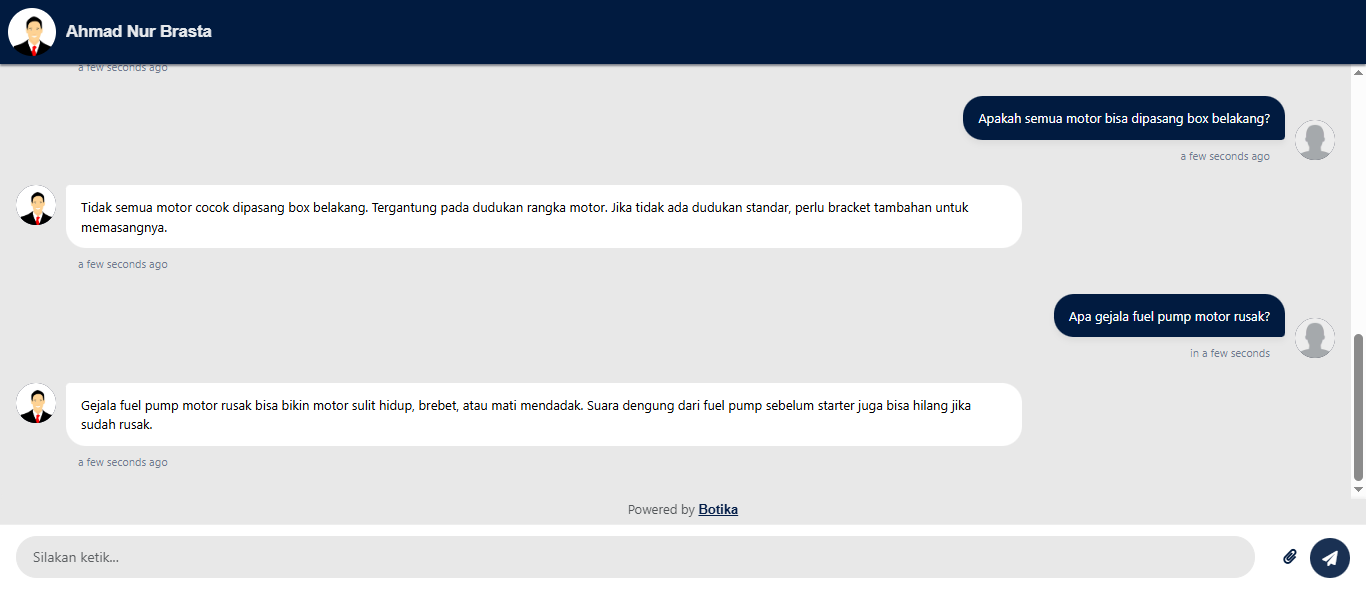 Ahmad Nur Brasta
a few seconds ago
Apakah semua motor bisa dipasang box belakang?
a few seconds ago
Tidak semua motor cocok dipasang box belakang. Tergantung pada dudukan rangka motor. Jika tidak ada dudukan standar, perlu bracket tambahan untuk
memasangnya.
a few seconds ago
Apa gejala fuel pump motor rusak?
in a few seconds
Gejala fuel pump motor rusak bisa bikin motor sulit hidup, brebet, atau mati mendadak. Suara dengung dari fuel pump sebelum starter juga bisa hilang jika
sudah rusak.
a few seconds ago
Powered by Botika
Silakan ketik...